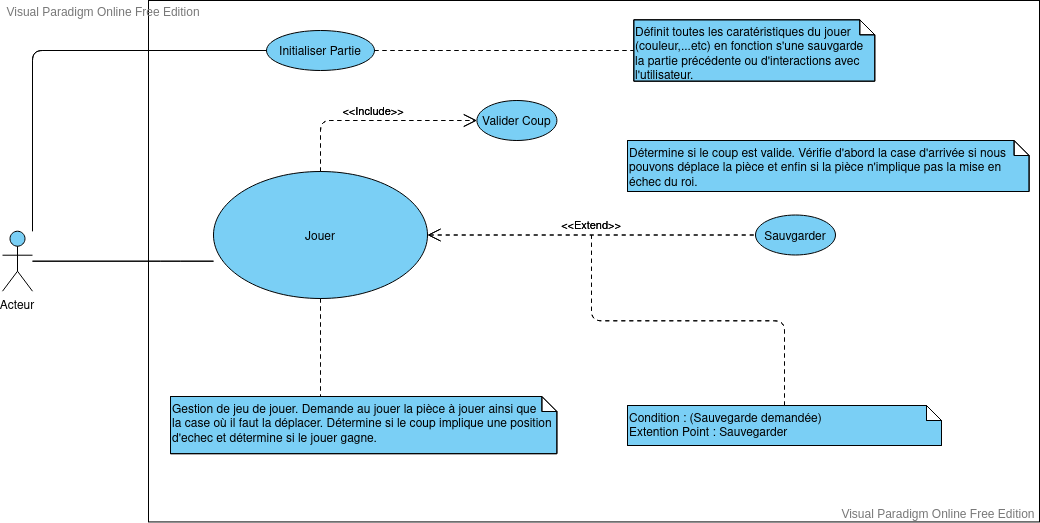 Visual Paradigm Online Free Edition
Initialiser Partie
Définit toutes les caratéristiques du jouer
(couleur,...etc) en fonction s'une sauvgarde
la partie précédente ou d'interactions avec
l'utilisateur.
<<Include>>
Valider Coup
Détermine si le coup est valide. Vérifie d'abord la case d'arrivée si nous
pouvons déplace la pièce et enfin si la pièce n'implique pas la mise en
échec du roi.
<<Extend>>
Jouer
Sauvgarder
Acteur
Gestion de jeu de jouer. Demande au jouer la pièce à jouer ainsi que
la case où il faut la déplacer. Détermine si le coup implique une position
d'echec et détermine si le jouer gagne.
Condition : (Sauvegarde demandée)
Extention Point : Sauvegarder
Visual Paradigm Online Free Edition